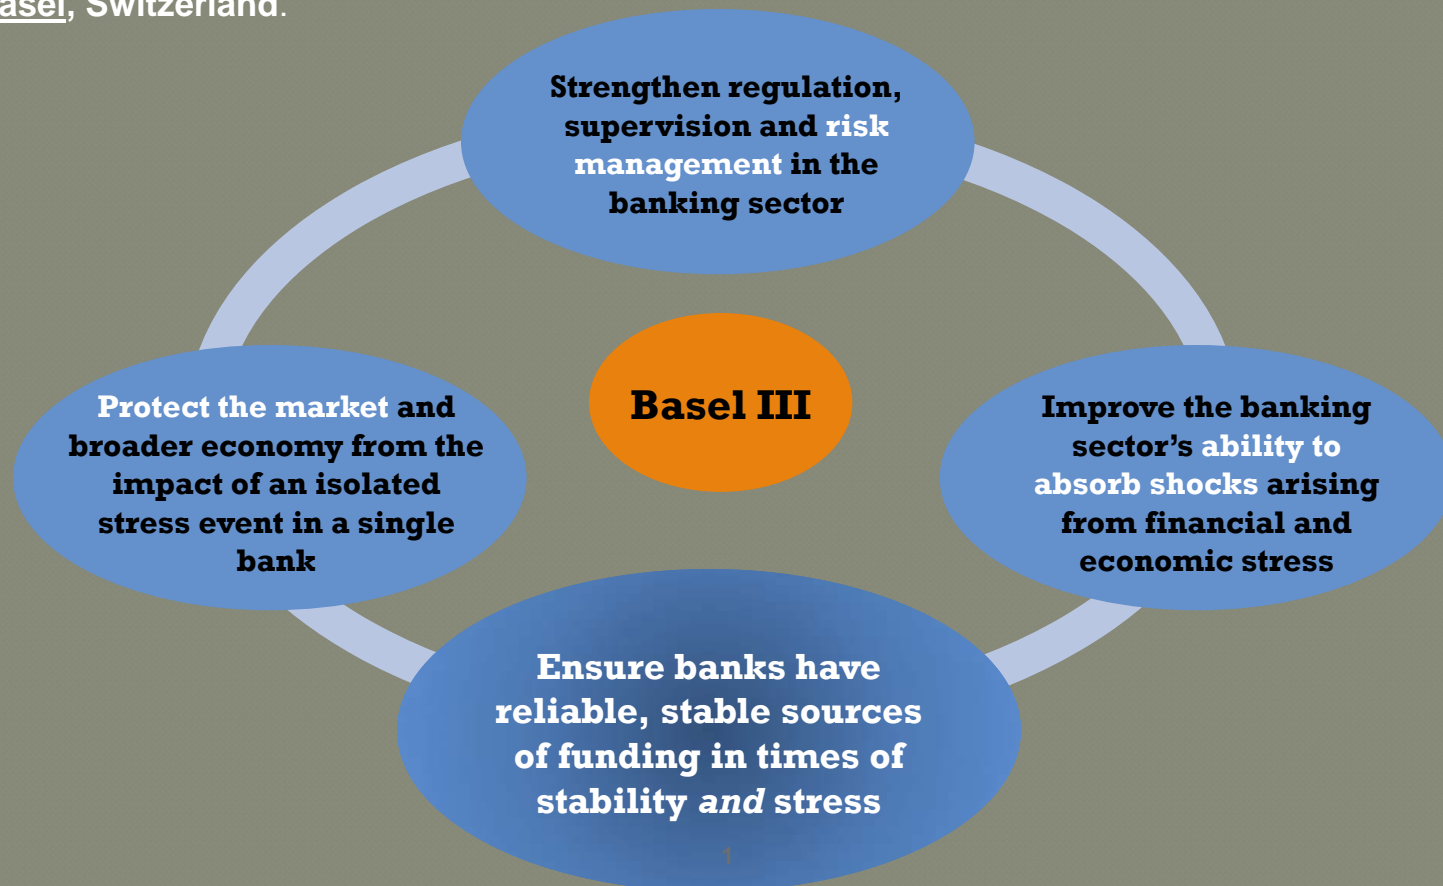 asel, Switzerland.
Strengthen regulation,
supervision and risk
management in the
banking sector
Basel III
Protect the market and
broader economy from the
impact of an isolated
stress event in a single
bank
Improve the banking
sector’s ability to
absorb shocks arising
from financial and
economic stress
Ensure banks have
reliable, stable sources
of funding in times of
stability and stress
1